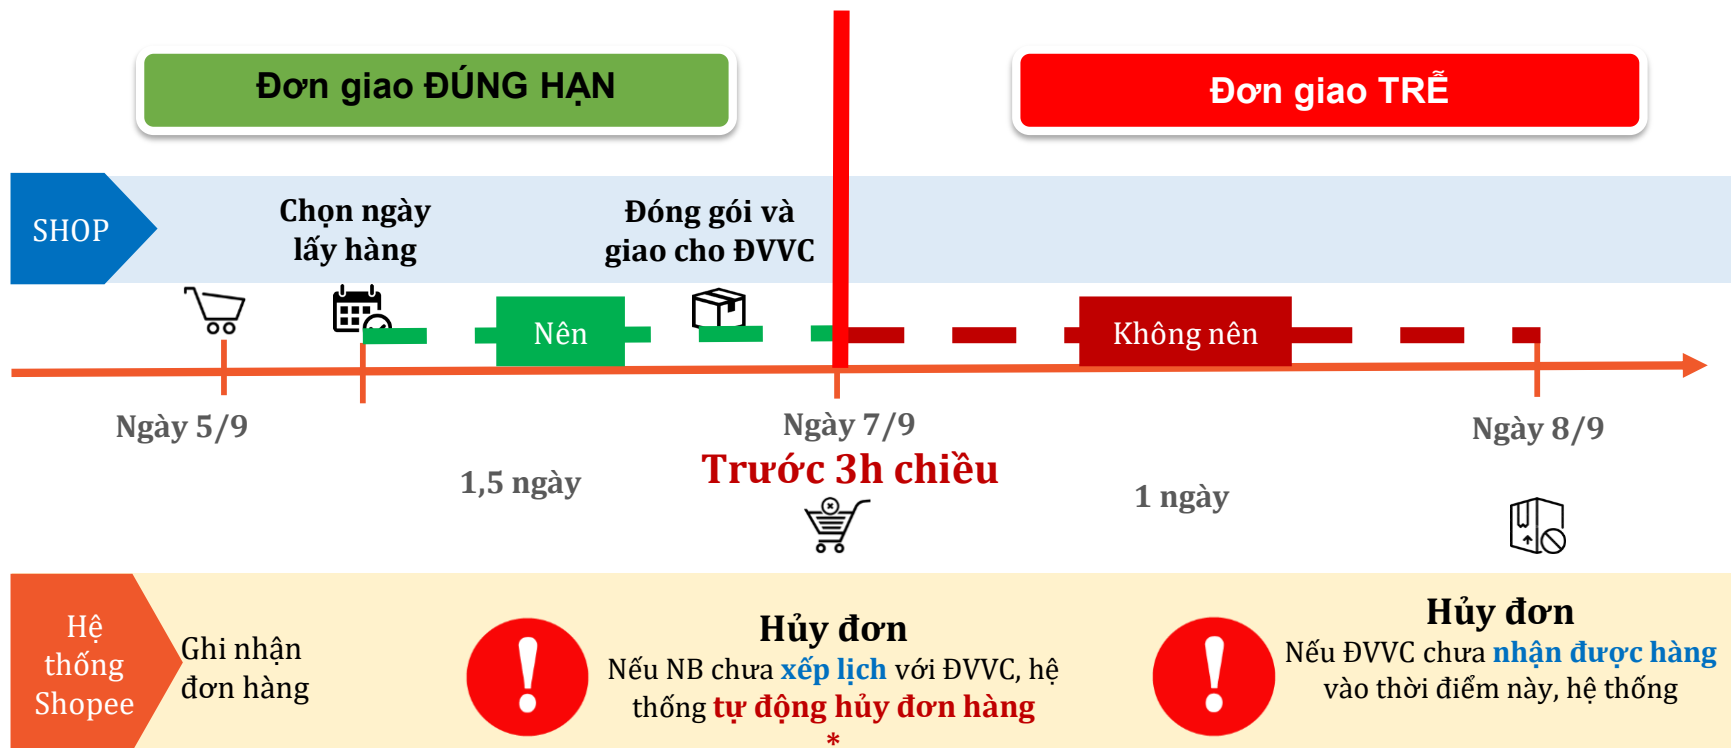 Đơn giao ĐÚNG HẠN
Đơn giao TRỄ
SHOP
Chọn ngày
lấy hàng
Đóng gói và
giao cho ĐVVC
Nên
Không nên
Ngày 5/9
Ngày 7/9
Trước 3h chiều
Ngày 8/9
1,5 ngày
1 ngày
Hệ
thống
Shopee
Ghi nhận
đơn hàng
Hủy đơn
Nếu NB chưa xếp lịch với ĐVVC, hệ
thống tự động hủy đơn hàng
*
Hủy đơn
Nếu ĐVVC chưa nhận được hàng
vào thời điểm này, hệ thống